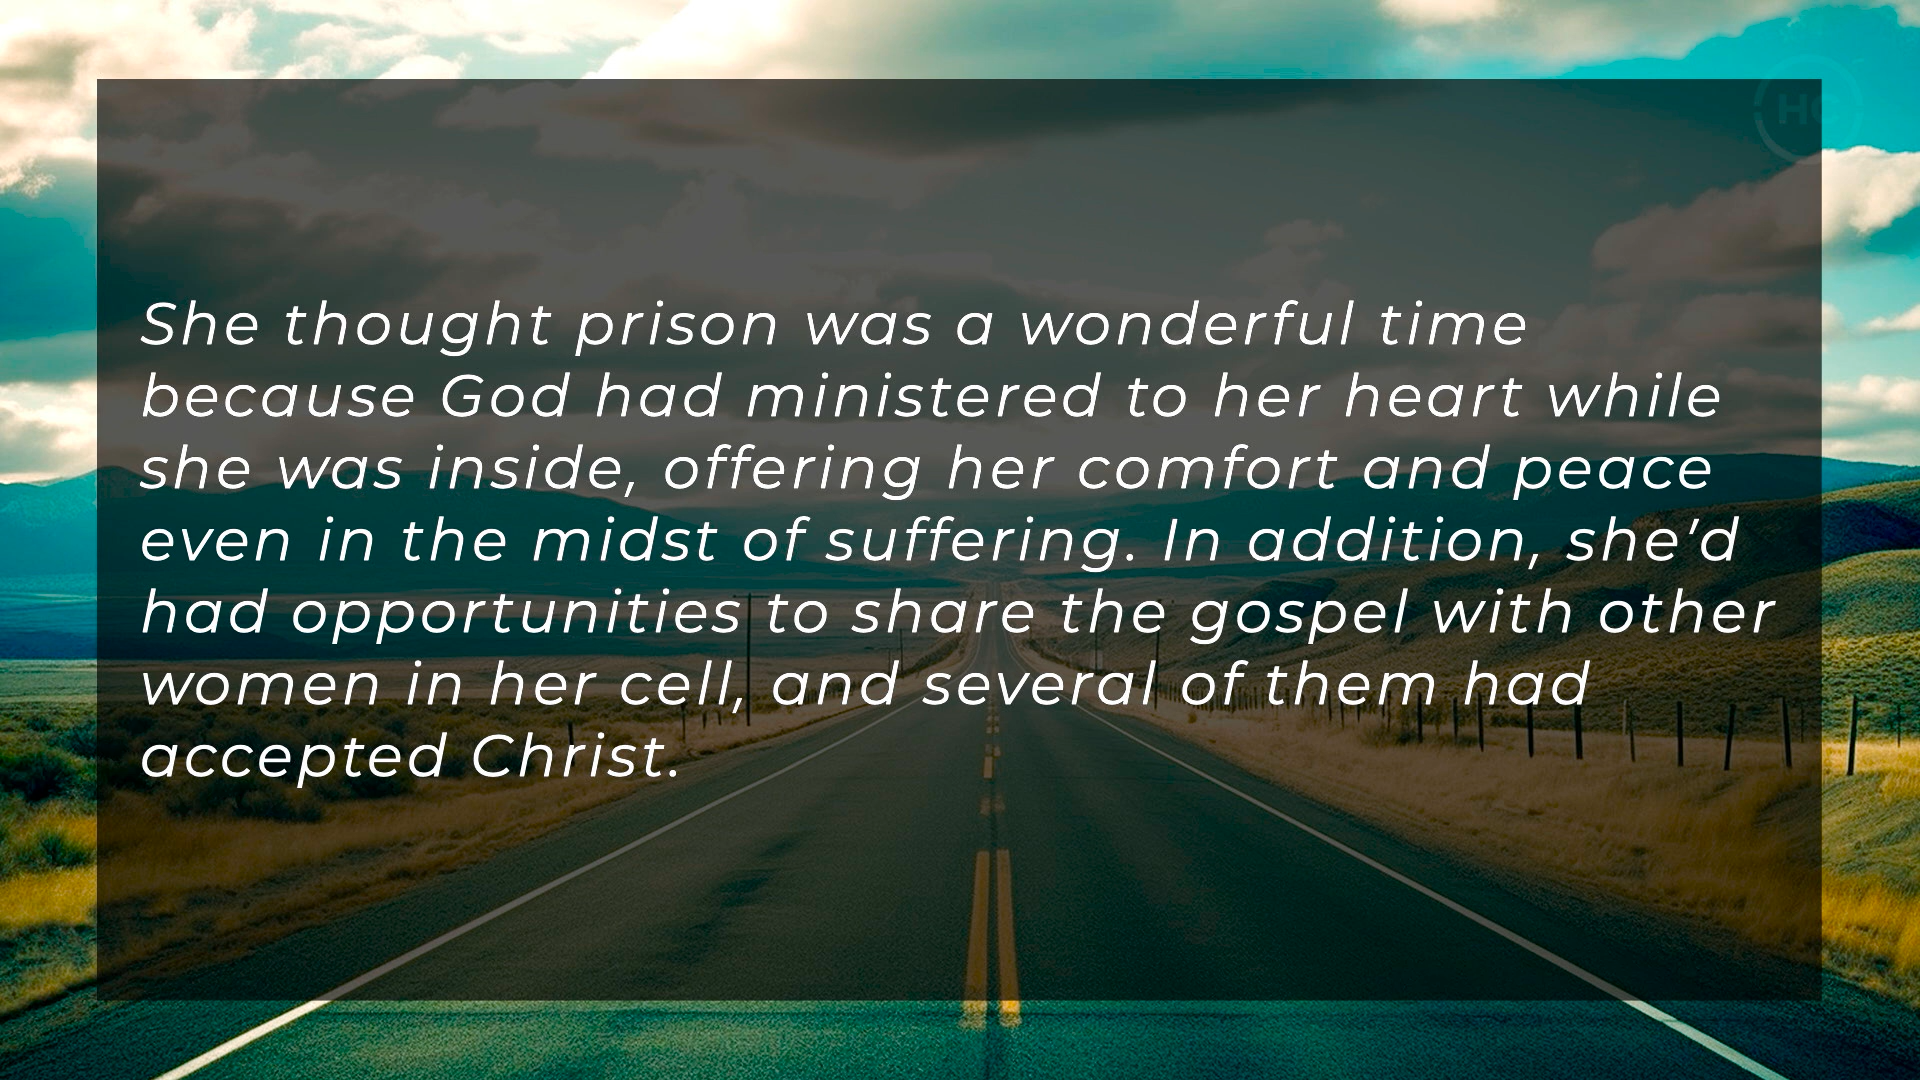 She thought prison was a wonderful time
because God had ministered to her heart while
she was inside, offering her comfort and peace
even in the midst of suffering. In addition, she’d
had opportunities to share the gospel with other
women in her cell, and several of them had
accepted Christ.
HC